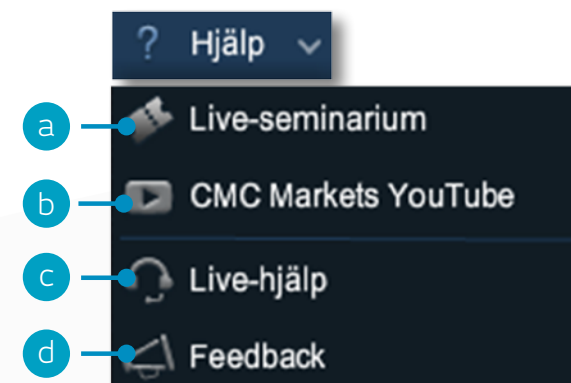 ? Hjälp
a Live-seminarium
b CMC Markets YouTube
c Live-hjälp
d Feedback